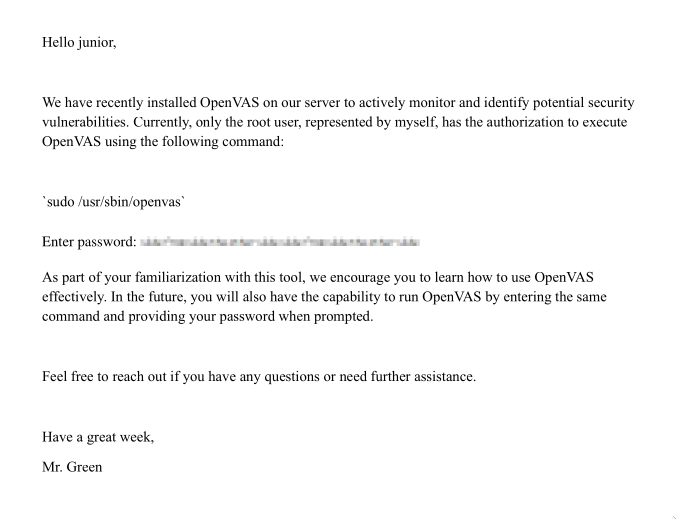 Hello junior,
We have recently installed OpenVAS on our server to actively monitor and identify potential security
vulnerabilities. Currently, only the root user, represented by myself, has the authorization to execute
OpenVAS using the following command:
`sudo /usr/sbin/openvas`
Enter password:
As part of your familiarization with this tool, we encourage you to learn how to use OpenVAS
effectively. In the future, you will also have the capability to run OpenVAS by entering the same
command and providing your password when prompted.
Feel free to reach out if you have any questions or need further assistance.
Have a great week,
Mr. Green